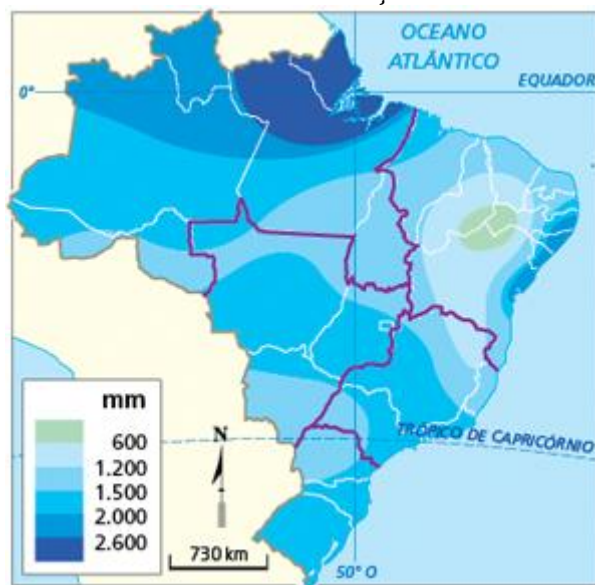 OCEANO
ATLÂNTICO
EQUADOR
0°
TRÓPICO DE CAPRICÓRNIO
mm
600
1.200
1.500
2.000
2.600
N
730 km
50° O